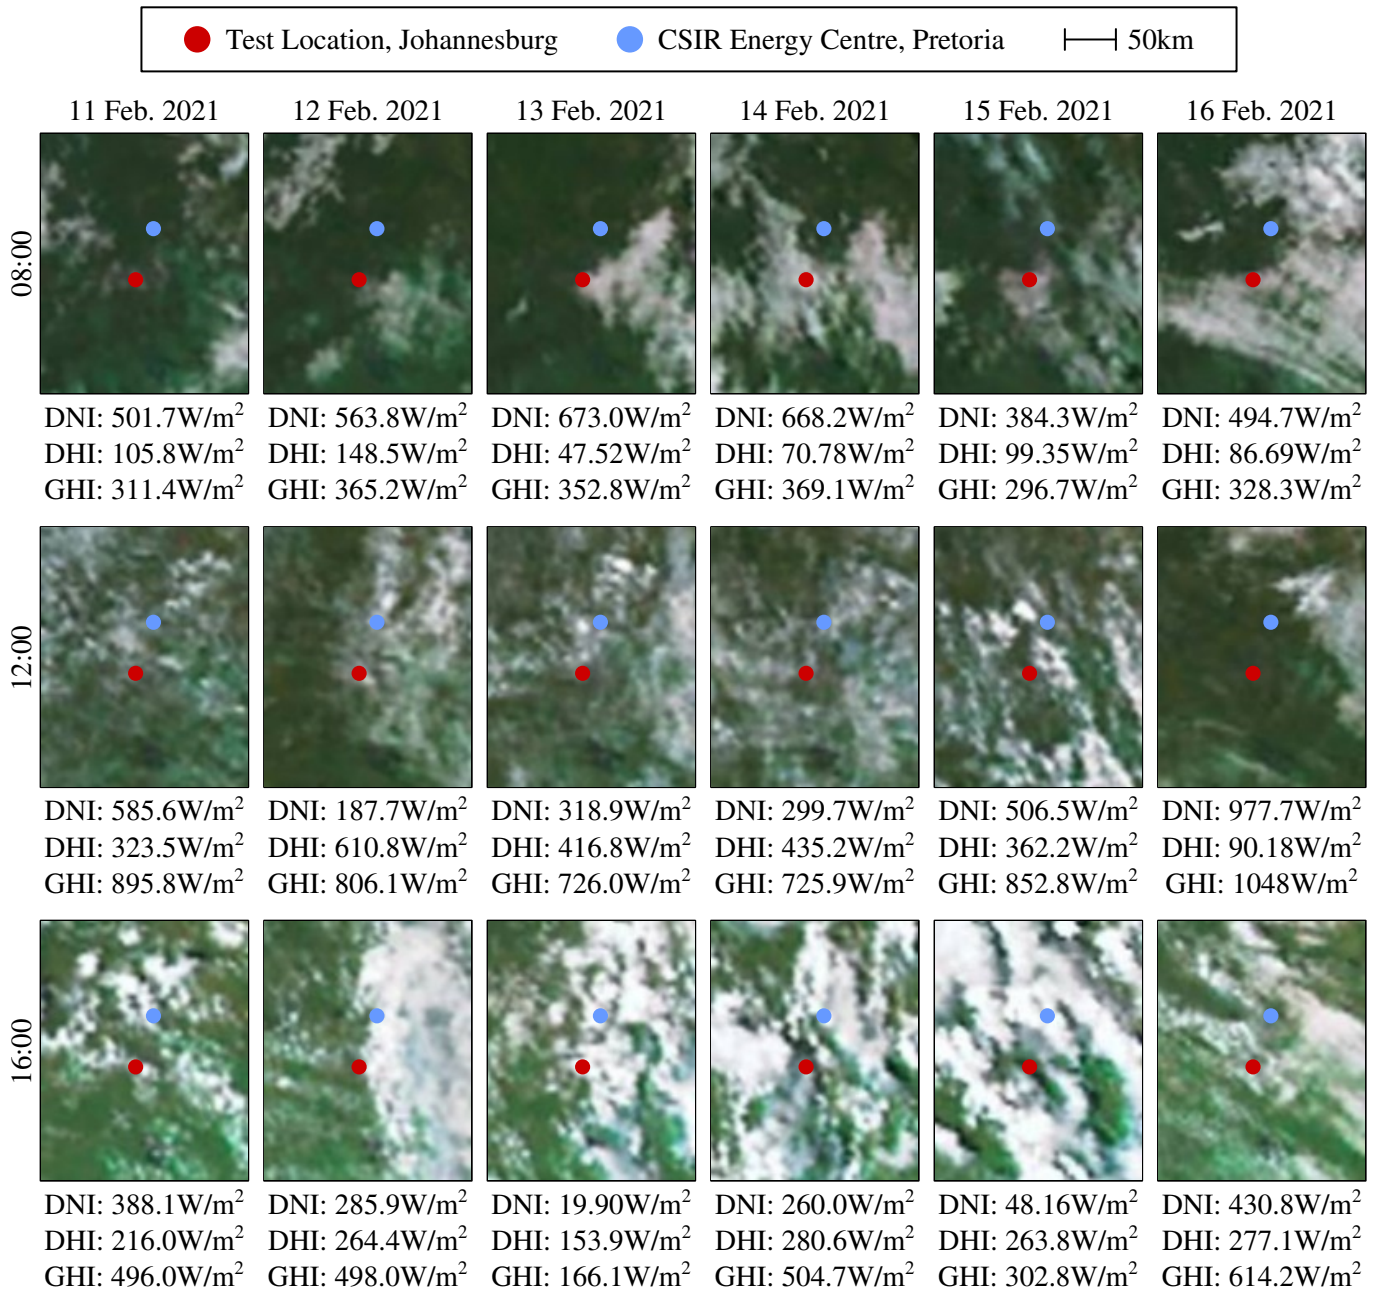 Test Location, Johannesburg CSIR Energy Centre, Pretoria 50km
11 Feb. 2021 12 Feb. 2021 13 Feb. 2021 14 Feb. 2021 15 Feb. 2021 16 Feb. 2021
08:00
DNI: 501.7W/m² DNI: 563.8W/m² DNI: 673.0W/m² DNI: 668.2W/m² DNI: 384.3W/m² DNI: 494.7W/m²
DHI: 105.8W/m² DHI: 148.5W/m² DHI: 47.52W/m² DHI: 70.78W/m² DHI: 99.35W/m² DHI: 86.69W/m²
GHI: 311.4W/m² GHI: 365.2W/m² GHI: 352.8W/m² GHI: 369.1W/m² GHI: 296.7W/m² GHI: 328.3W/m²
12:00
DNI: 585.6W/m² DNI: 187.7W/m² DNI: 318.9W/m² DNI: 299.7W/m² DNI: 506.5W/m² DNI: 977.7W/m²
DHI: 323.5W/m² DHI: 610.8W/m² DHI: 416.8W/m² DHI: 435.2W/m² DHI: 362.2W/m² DHI: 90.18W/m²
GHI: 895.8W/m² GHI: 806.1W/m² GHI: 726.0W/m² GHI: 725.9W/m² GHI: 852.8W/m² GHI: 1048W/m²
16:00
DNI: 388.1W/m² DNI: 285.9W/m² DNI: 19.90W/m² DNI: 260.0W/m² DNI: 48.16W/m² DNI: 430.8W/m²
DHI: 216.0W/m² DHI: 264.4W/m² DHI: 153.9W/m² DHI: 280.6W/m² DHI: 263.8W/m² DHI: 277.1W/m²
GHI: 496.0W/m² GHI: 498.0W/m² GHI: 166.1W/m² GHI: 504.7W/m² GHI: 302.8W/m² GHI: 614.2W/m²